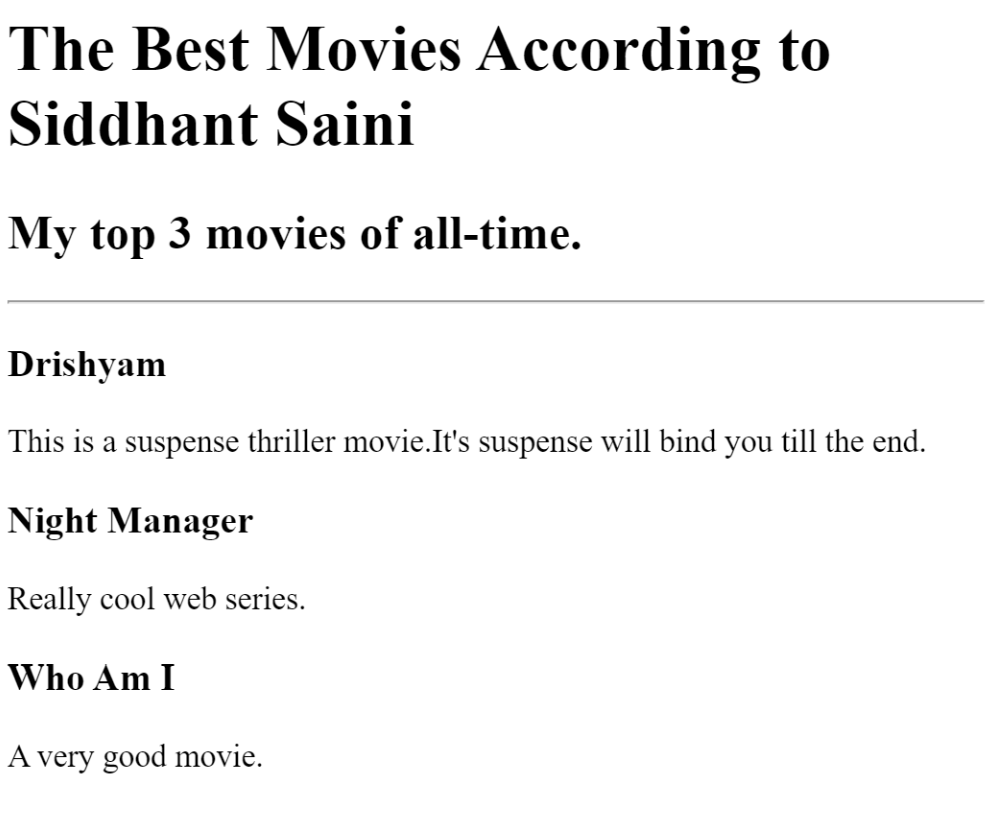 The Best Movies According to
Siddhant Saini
My top 3 movies of all-time.
Drishyam
This is a suspense thriller movie.It's suspense will bind you till the end.
Night Manager
Really cool web series.
Who Am I
A very good movie.